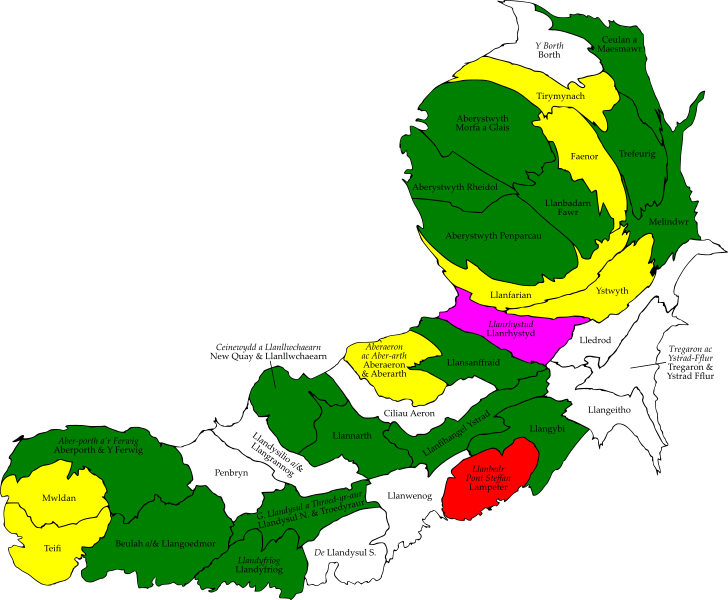 Y Borth
Borth
Ceulan a
Maesmawr
Tirymynach
Aberystwyth
Morfa a Glais
Faenor
Trefeurig
Aberystwyth Rheidol
Llanbadarn
Fawr
Melindwr
Aberystwyth Penparcau
Llanfarian
Ystwyth
Llanrhystud
Llanrhystyd
Lledrod
Tregaron ac
Ystrad-Fflur
Tregaron &
Ystrad Fflur
Ceinewydd a Llanllwchaearn
New Quay & Llanllwchaearn
Aberaeron
ac Aber-arth
Aberaeron
& Aberarth
Llansanffraid
Ciliau Aeron
Llangeitho
Llannarth
Llanfihangel Ystrad
Llangybi
Llandysilio a/&
Llangrannog
Aber-porth a'r Ferwig
Aberporth & Y Ferwig
Penbryn
Llanbedr
Pont Steffan
Lampeter
Mwldan
Llanwenog
G. Llandysul a Throed-yr-aur
Llandysul N. & Troedyraur
Teifi
Beulah a/& Llangoedmor
De Llandysul S.
Llandyfriog
Llandyfriog